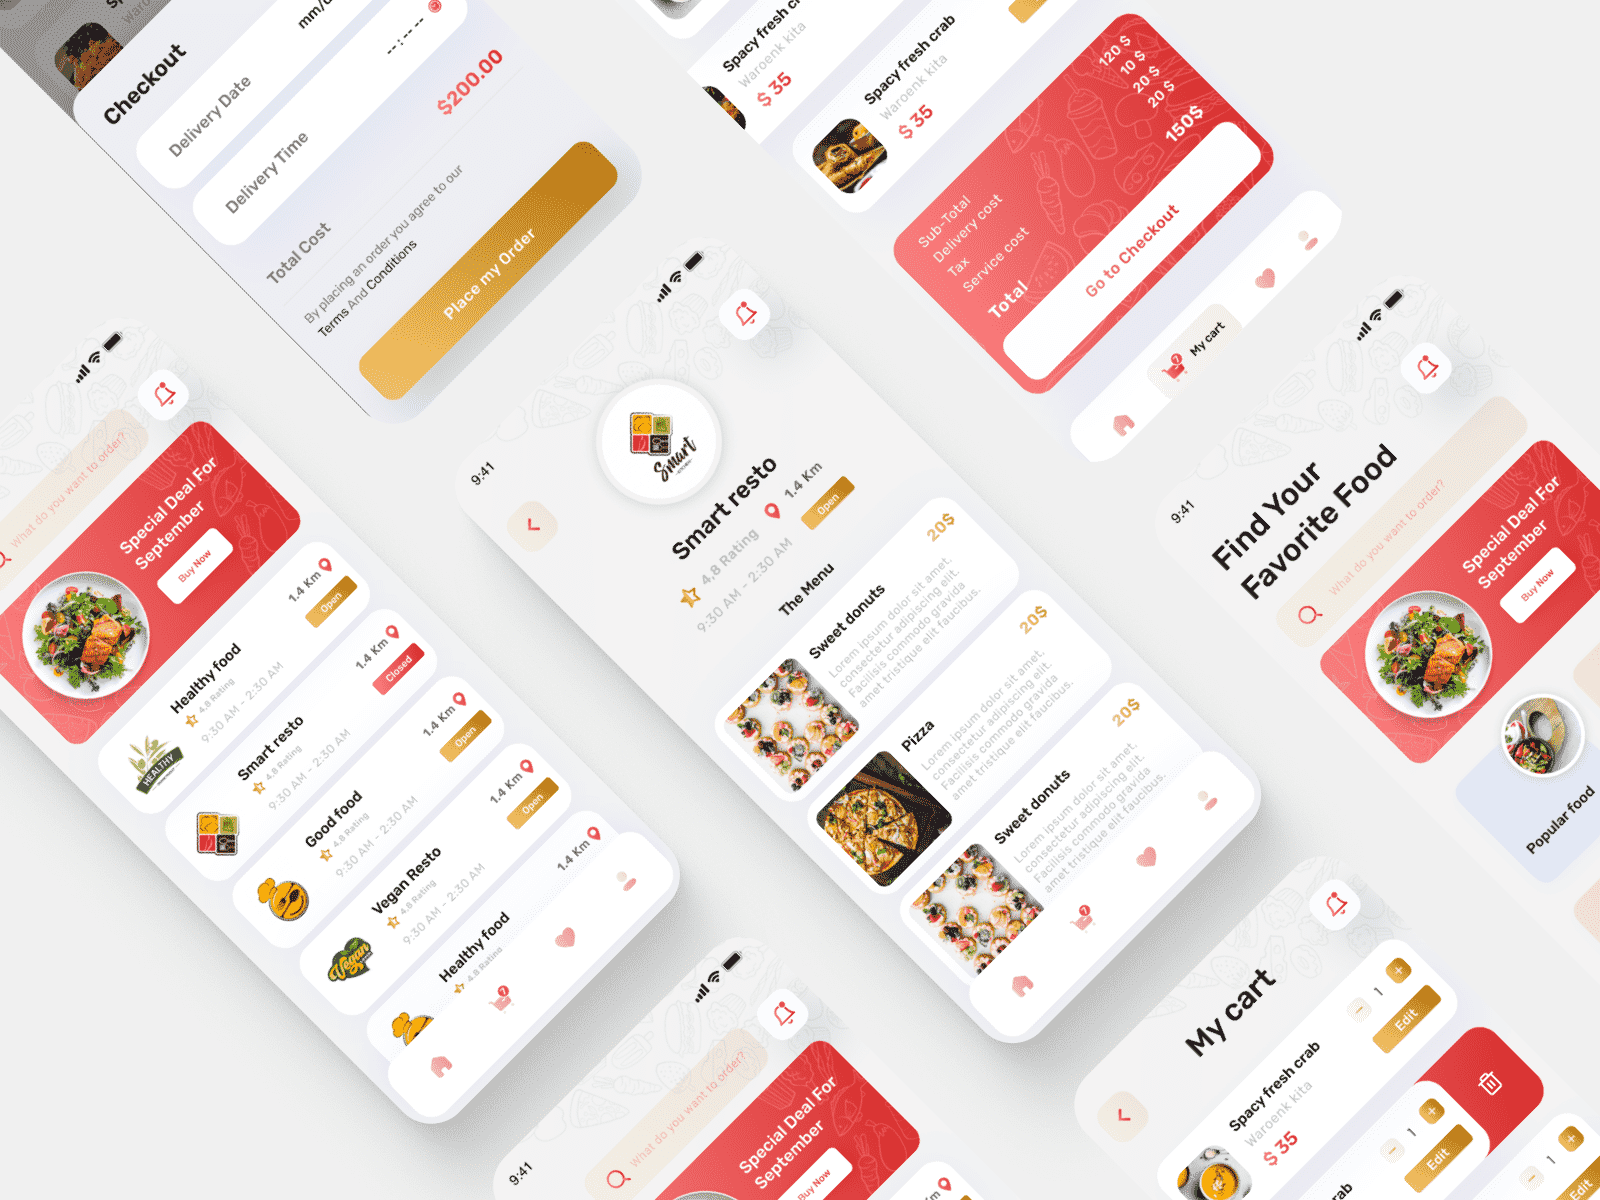 Checkout
mm/d
Delivery Date
--:-- --
Delivery Time
$200.00
Total Cost
By placing an order you agree to our
Terms And Conditions
Place my Order
Spacy fresh
Waroenk kita
$ 35
Spacy fresh crab
Waroenk kita
$ 35
Sub-Total 120 $
Delivery cost 10 $
Tax 20 $
Service cost 20 $
Total 150$
Go to Checkout
7
My cart
What do you want to order?
Special Deal For
September
Buy Now
HEALTHY
Healthy food
4.8 Rating
9:30 AM - 2:30 AM
1.4 Km
Open
Smart resto
4.8 Rating
9:30 AM - 2:30 AM
1.4 Km
Closed
Good food
4.8 Rating
9:30 AM - 2:30 AM
1.4 Km
Open
Vegan
Vegan Resto
4.8 Rating
9:30 AM - 2:30 AM
1.4 Km
Open
Healthy food
4.8 Rating
1.4 Km
7
9:41
Smart
Smart resto
4,8 Rating
1.4 Km
9:30 AM - 2:30 AM
Open
The Menu
Sweet donuts
20$
Lorem ipsum dolor sit amet,
consectetur adipiscing elit.
Facilisis commodo gravida
amet tristique elit faucibus.
Pizza
20$
Lorem ipsum dolor sit amet,
consectetur adipiscing elit.
Facilisis commodo gravida
amet tristique elit faucibus.
Sweet donuts
20$
Lorem ipsum dolor sit amet,
consectetur adipiscing elit.
Facilisis commodo gravida
amet tristique elit faucibus.
7
9:41
Find Your
Favorite Food
What do you want to order?
Special Deal For
September
Buy Now
Popular food
9:41
What do you want to order?
Special Deal For
September
Buy Now
My cart
Spacy fresh crab
Waroenk kita
$ 35
1
Edit
crab
1
Edit
1
Edit